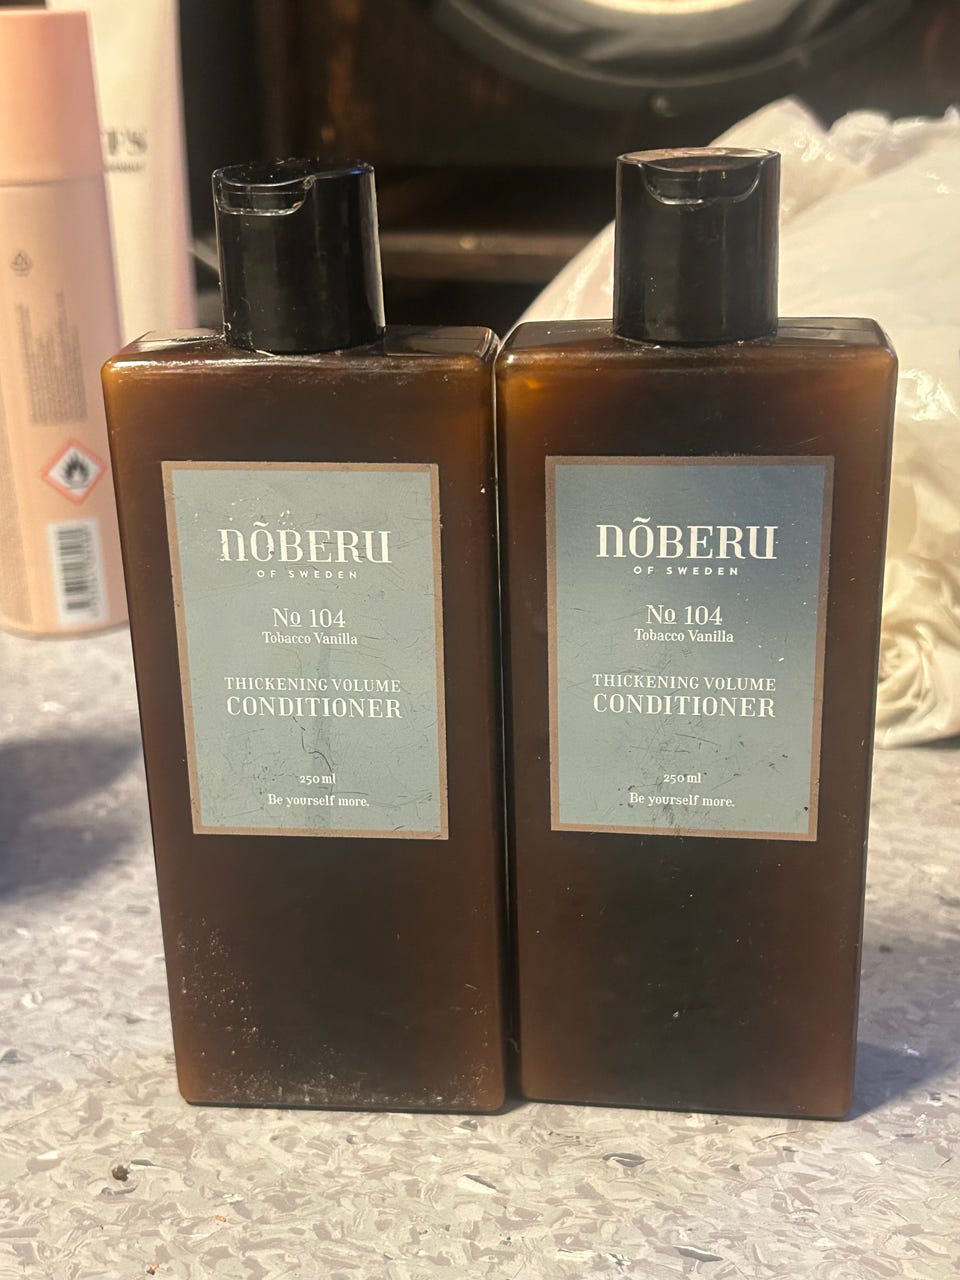 NÕBERU
OF SWEDEN
No 104
Tobacco Vanilla
THICKENING VOLUME
CONDITIONER
250 ml
Be yourself more.
NÕBERU
OF SWEDEN
No 104
Tobacco Vanilla
THICKENING VOLUME
CONDITIONER
250 ml
Be yourself more.